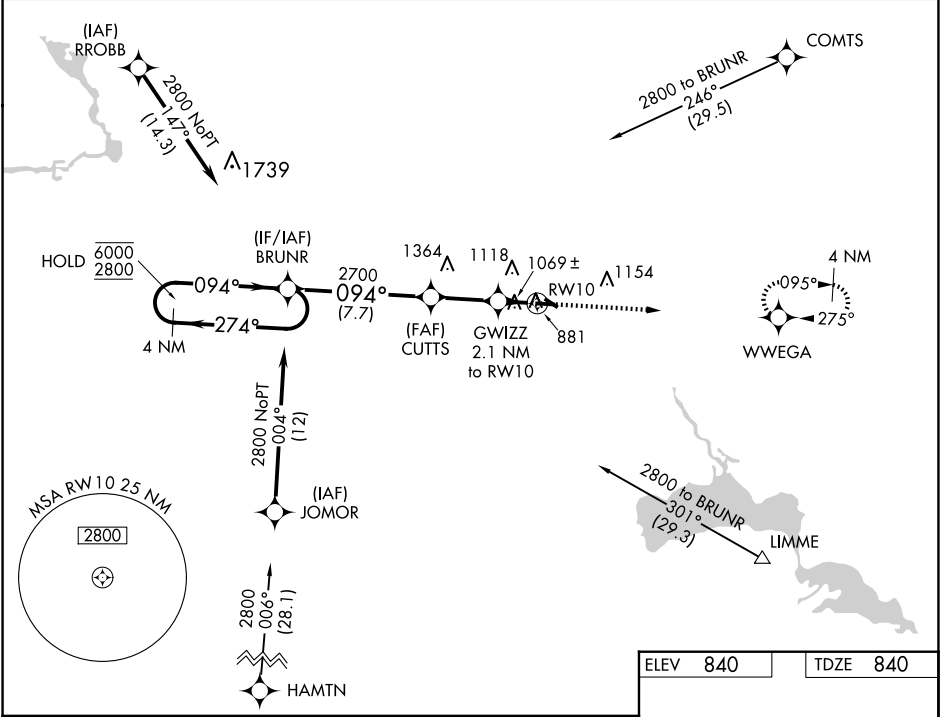 (IAF)
RROBB
2800 NoPT
147°
(14.3)
1739
COMTS
2800 to BRUNR
246°
(29.5)
HOLD
6000
2800
094°
274°
4 NM
(IF/IAF)
BRUNR
2700
094°
(7.7)
1364
1118
1069 ±
RW10
1154
(FAF)
CUTTS
GWIZZ
2.1 NM
to RW10
881
4 NM
095°
275°
WWEGA
2800 NoPT
004°
(12)
(IAF)
JOMOR
2800 to BRUNR
301°
(29.3)
LIMME
MSA RW10 25 NM
2800
2800
006°
(28.1)
HAMTN
ELEV 840
TDZE 840